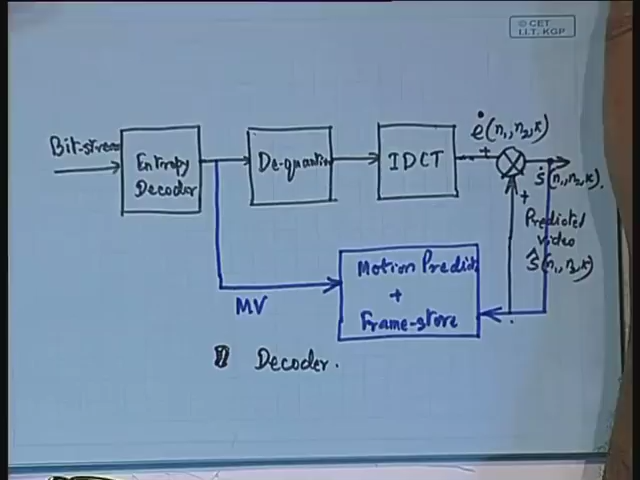 © CET
I.I.T. KGP
Bit-stream
Entropy
Decoder
De-quantiz
IDCT
ė(n₁,n₂,k)
+
ṡ(n₁,n₂,k).
+
Predicted
video
ŝ(n₁,n₂,k)
Motion Predict
+
Frame-store
MV
Decoder.